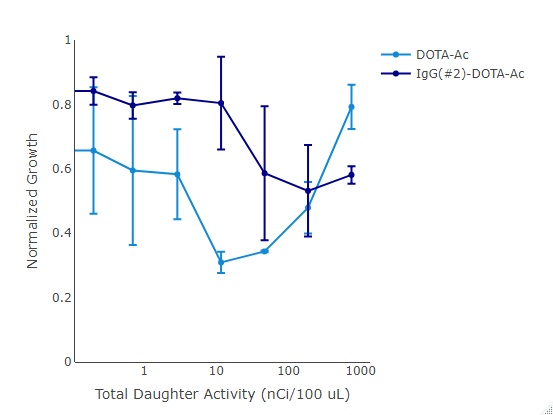 1
0.8
0.6
0.4
0.2
0
Normalized Growth
1
10
100
1000
Total Daughter Activity (nCi/100 uL)
DOTA-Ac
IgG(#2)-DOTA-Ac